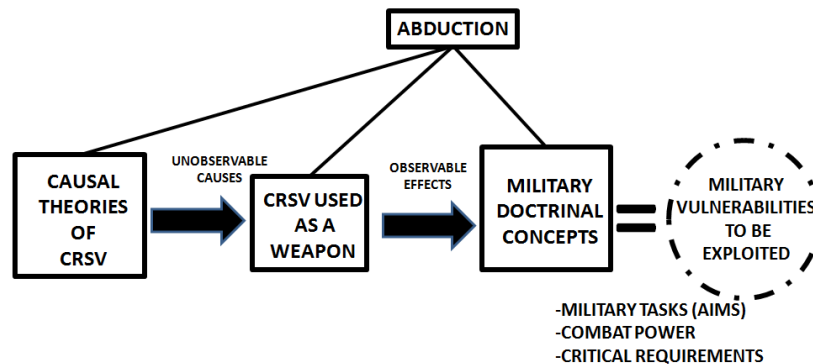 ABDUCTION
UNOBSERVABLE
CAUSES
OBSERVABLE
EFFECTS
CAUSAL
THEORIES
OF
CRSV
CRSV USED
AS A
WEAPON
MILITARY
DOCTRINAL
CONCEPTS
=
MILITARY
VULNERABILITIES
TO BE
EXPLOITED
-MILITARY TASKS (AIMS)
-COMBAT POWER
-CRITICAL REQUIREMENTS